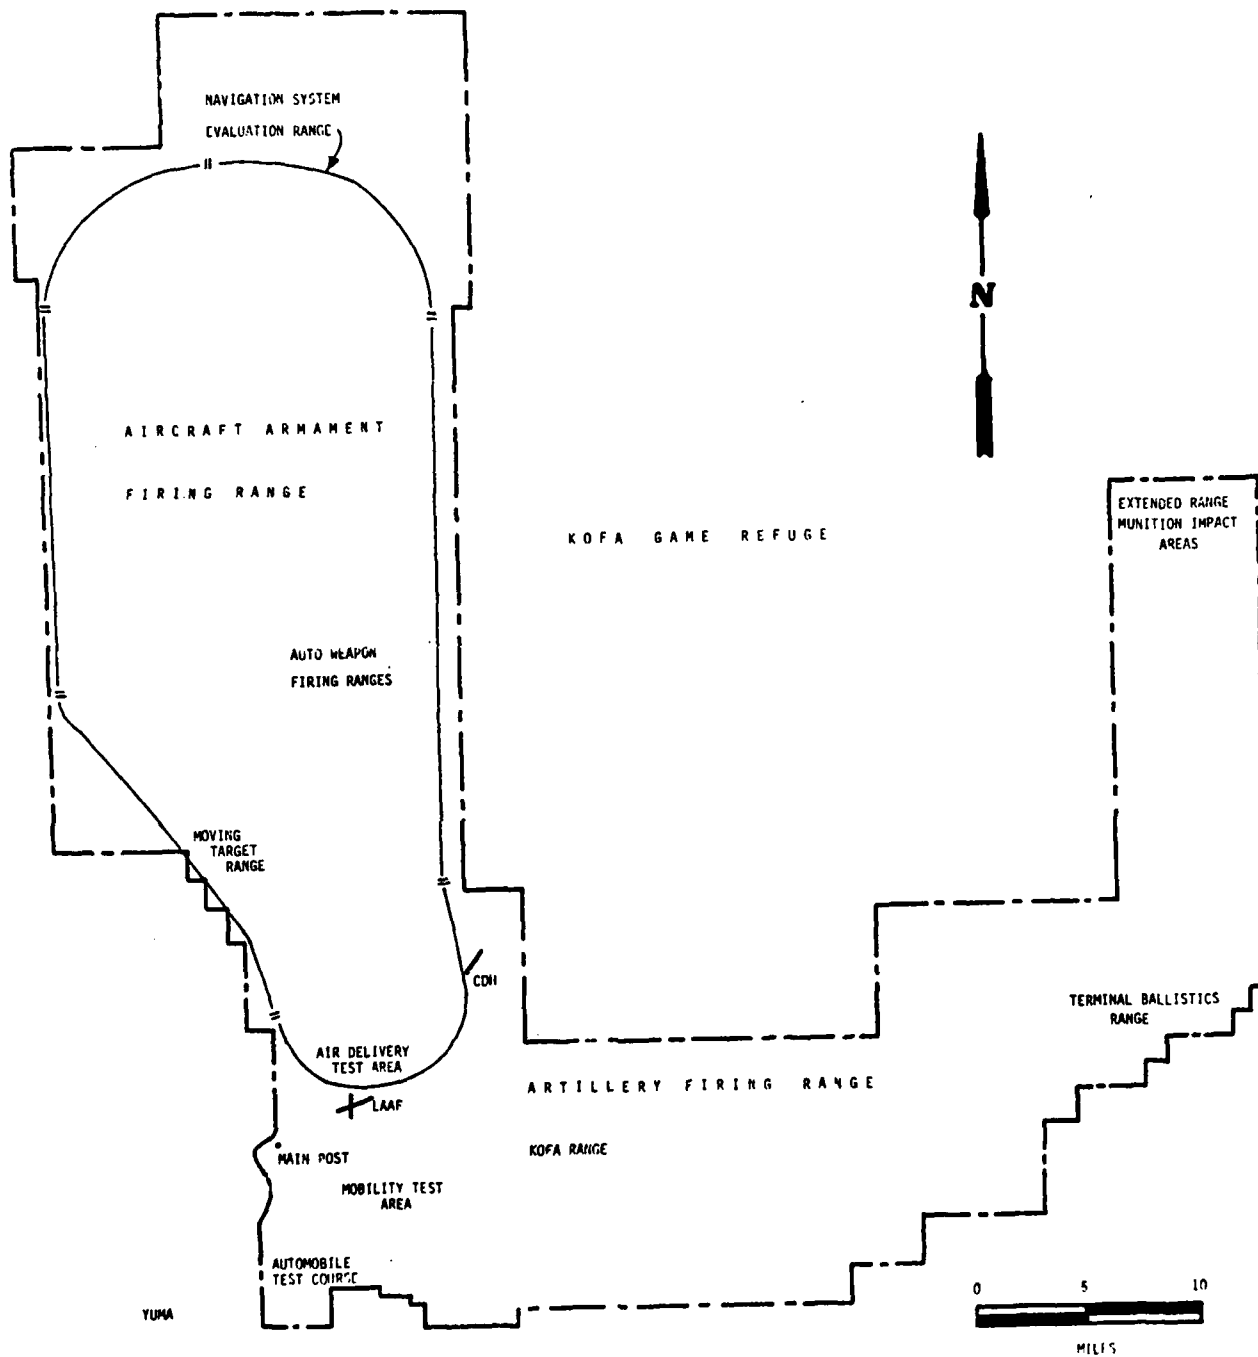 NAVIGATION SYSTEM
EVALUATION RANGE
N
AIRCRAFT ARMAMENT
FIRING RANGE
EXTENDED RANGE
MUNITION IMPACT
AREAS
KOFA GAME REFUGE
AUTO WEAPON
FIRING RANGES
MOVING
TARGET
RANGE
CDH
TERMINAL BALLISTICS
RANGE
AIR DELIVERY
TEST AREA
ARTILLERY FIRING RANGE
LAAF
KOFA RANGE
MAIN POST
MOBILITY TEST
AREA
AUTOMOBILE
TEST COURSE
YUMA
0 5 10
MILES